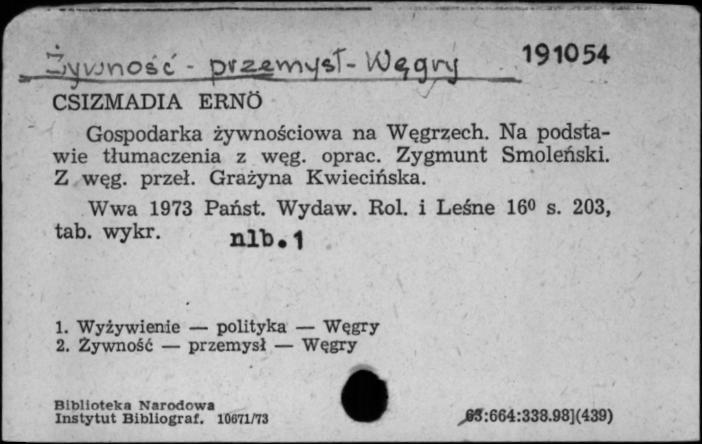 Żywność - przemysł - Węgry 191054
CSIZMADIA ERNÖ
Gospodarka żywnościowa na Węgrzech. Na podsta-
wie tłumaczenia z węg. oprac. Zygmunt Smoleński.
Z węg. przeł. Grażyna Kwiecińska.
Wwa 1973 Państ. Wydaw. Rol. i Leśne 16⁰ s. 203,
tab. wykr. nlb. 1
1. Wyżywienie — polityka — Węgry
2. Żywność — przemysł — Węgry
Biblioteka Narodowa
Instytut Bibliograf. 10671/73 63:664:338.98](439)